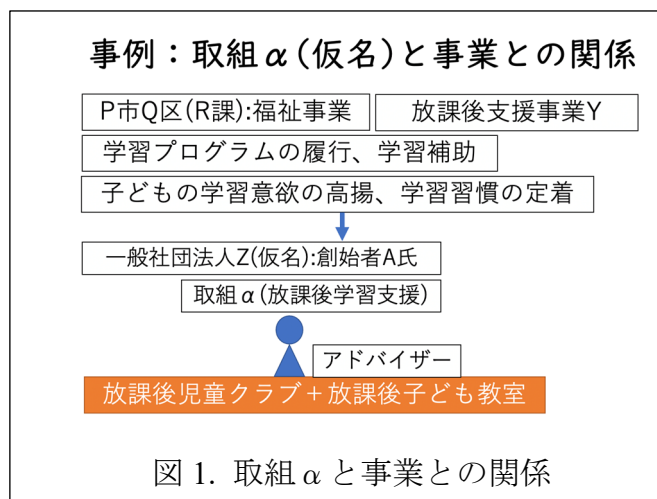 事例：取組α(仮名)と事業との関係
P市Q区(R課):福祉事業
放課後支援事業Y
学習プログラムの履行、学習補助
子どもの学習意欲の高揚、学習習慣の定着
一般社団法人Z(仮名):創始者A氏
取組α(放課後学習支援)
アドバイザー
放課後児童クラブ＋放課後子ども教室
図 1. 取組 α と事業との関係